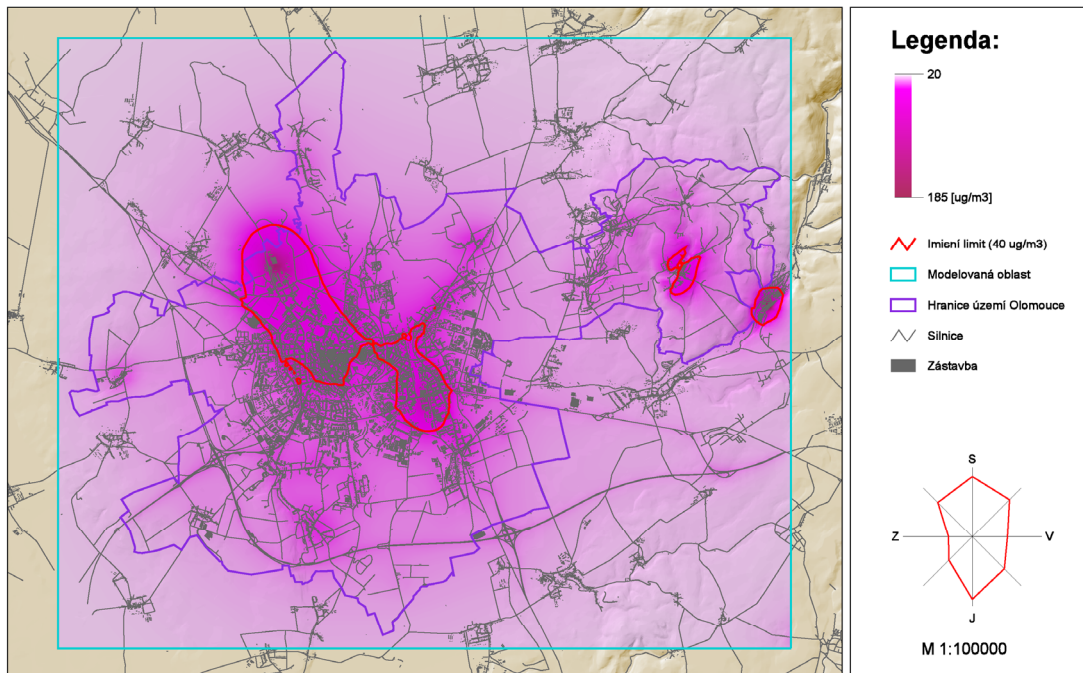 Legenda:
20
185 [ug/m3]
Imisní limit (40 ug/m3)
Modelovaná oblast
Hranice území Olomouce
Silnice
Zástavba
S
Z
V
J
M 1:100000